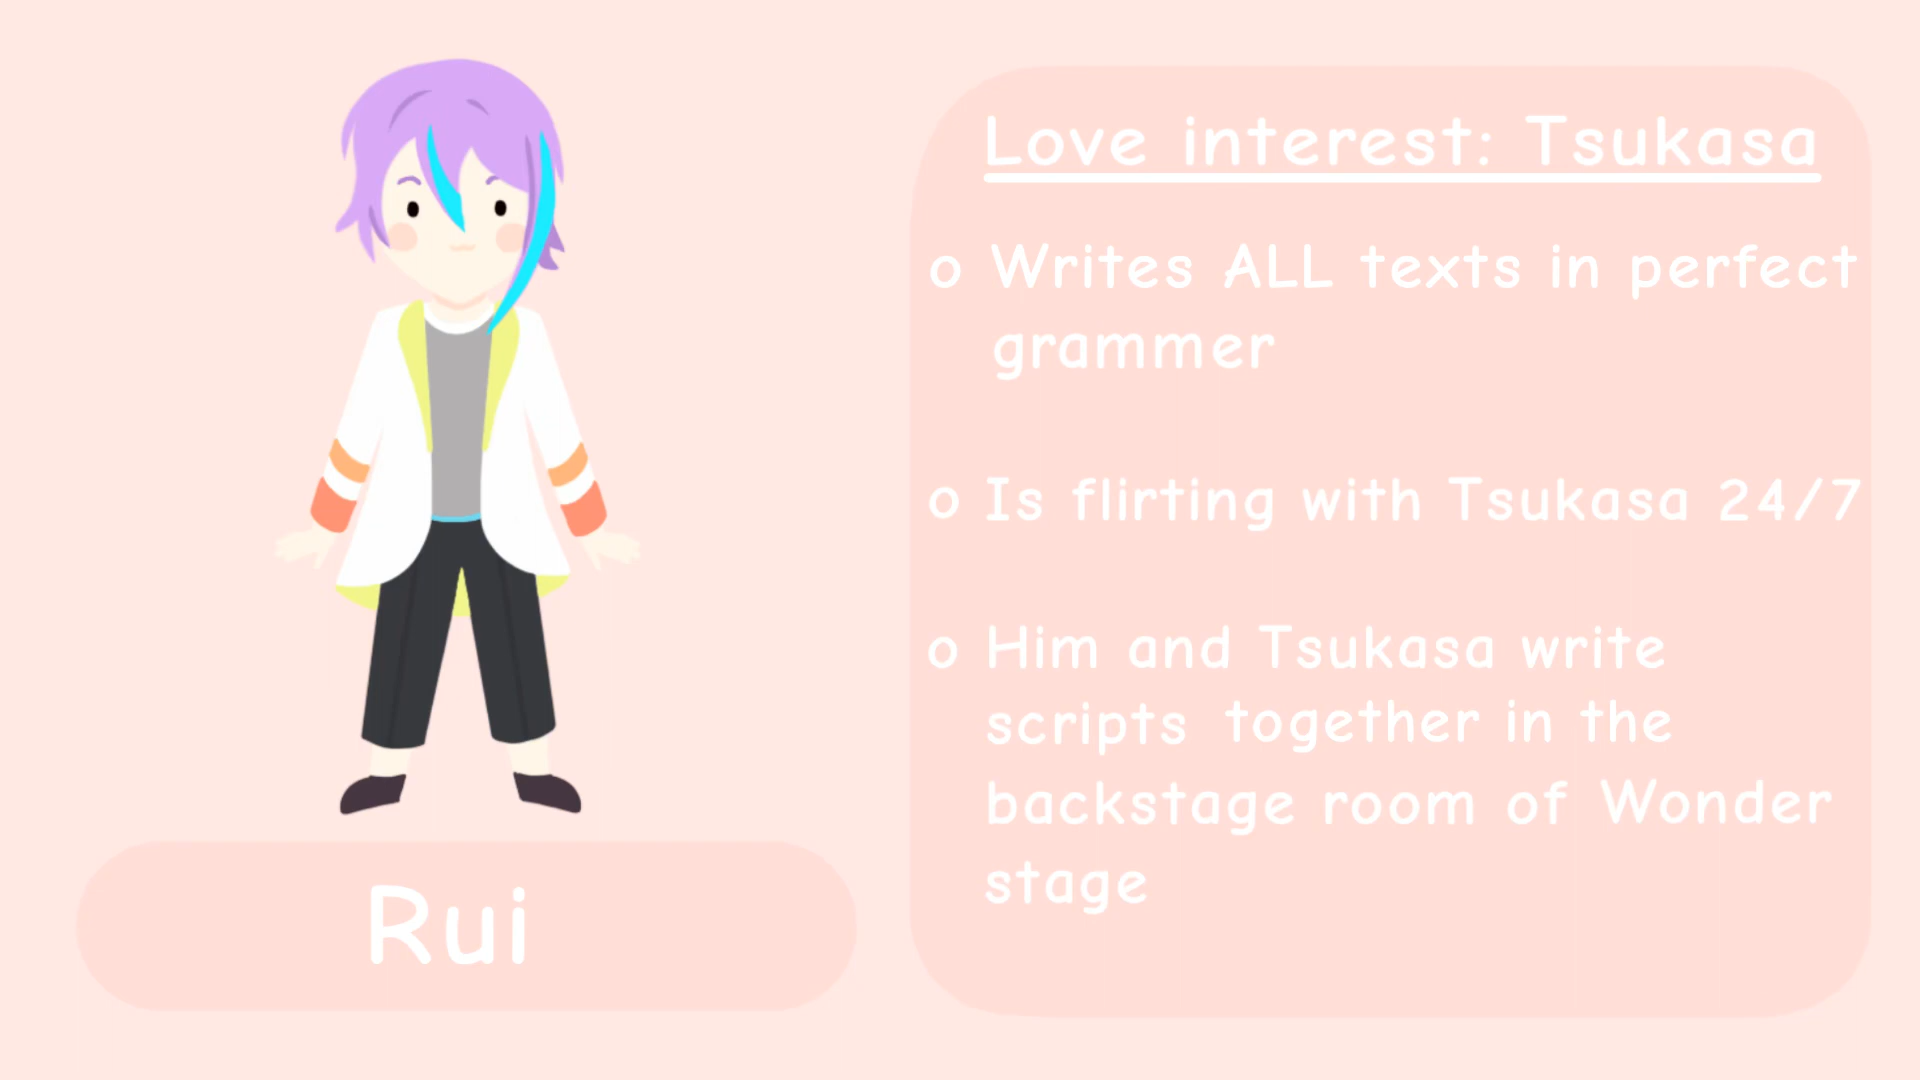 Love interest: Tsukasa
o Writes ALL texts in perfect
grammer
o Is flirting with Tsukasa 24/7
o Him and Tsukasa write
scripts together in the
backstage room of Wonder
stage
Rui